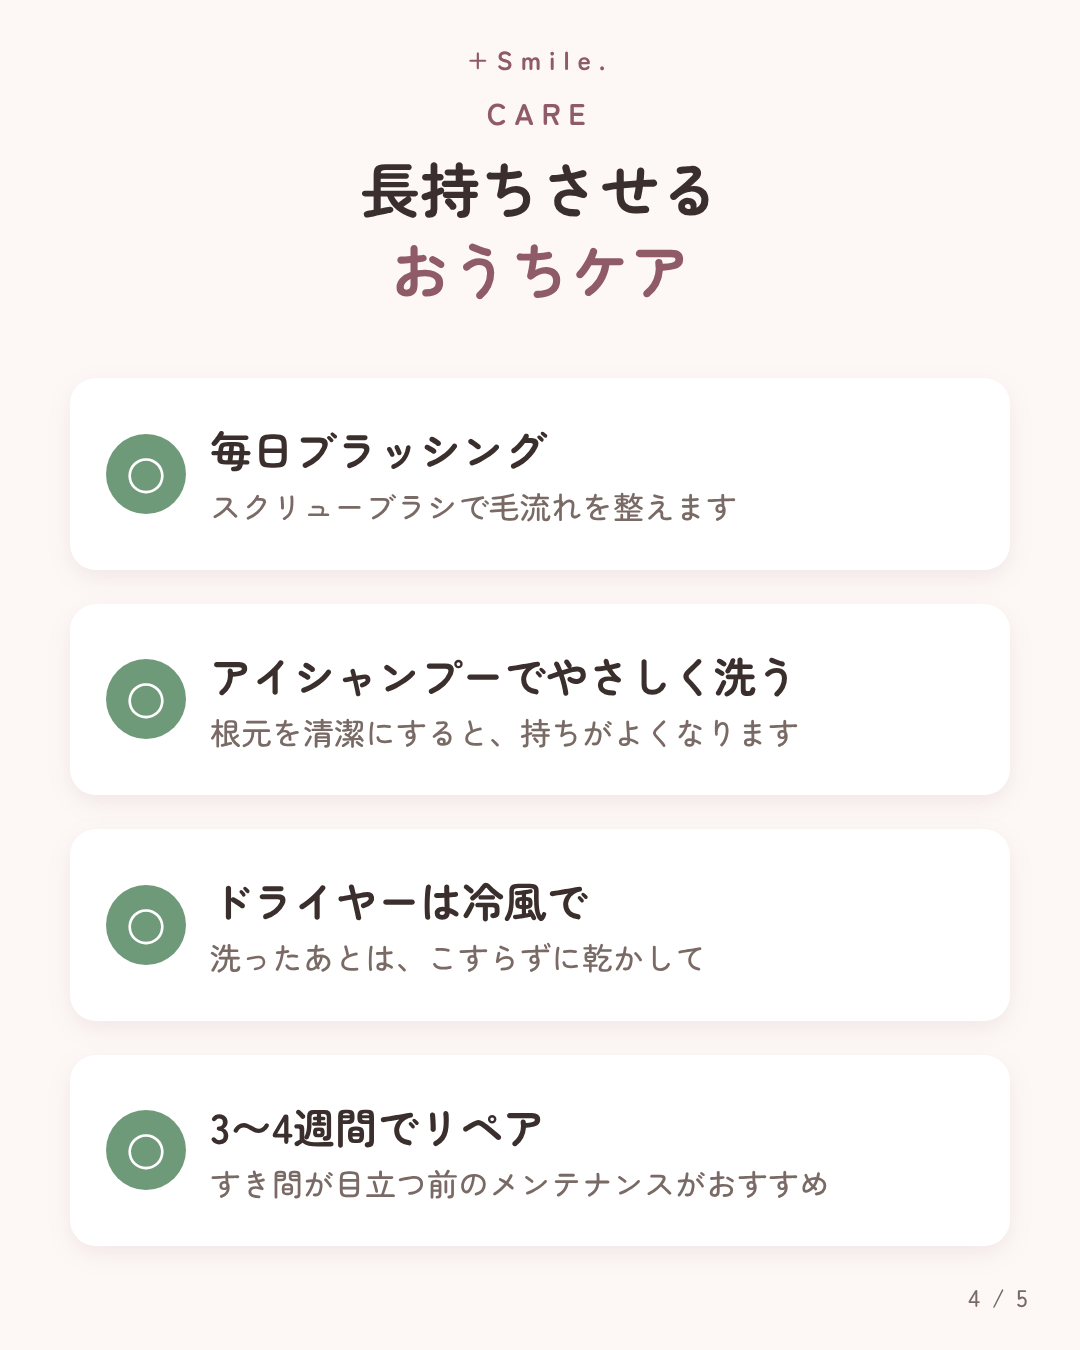 +Smile.
CARE
長持ちさせる
おうちケア
○
毎日ブラッシング
スクリューブラシで毛流れを整えます
○
アイシャンプーでやさしく洗う
根元を清潔にすると、持ちがよくなります
○
ドライヤーは冷風で
洗ったあとは、こすらずに乾かして
○
3〜4週間でリペア
すき間が目立つ前のメンテナンスがおすすめ
4 / 5